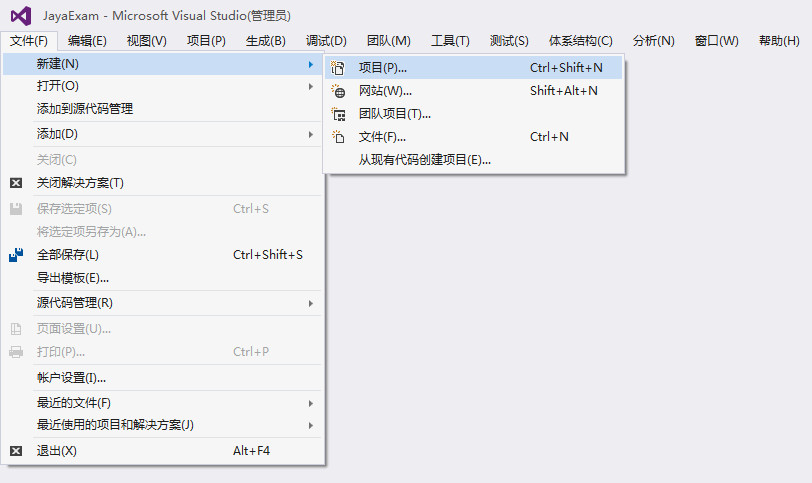 JayaExam - Microsoft Visual Studio(管理员)
文件(F) 编辑(E) 视图(V) 项目(P) 生成(B) 调试(D) 团队(M) 工具(T) 测试(S) 体系结构(C) 分析(N) 窗口(W) 帮助(H)
新建(N)
打开(O)
添加到源代码管理
添加(D)
关闭(C)
关闭解决方案(T)
保存选定项(S) Ctrl+S
将选定项另存为(A)...
全部保存(L) Ctrl+Shift+S
导出模板(E)...
源代码管理(R)
页面设置(U)...
打印(P)... Ctrl+P
帐户设置(I)...
最近的文件(F)
最近使用的项目和解决方案(J)
退出(X) Alt+F4
项目(P)... Ctrl+Shift+N
网站(W)... Shift+Alt+N
团队项目(T)...
文件(F)... Ctrl+N
从现有代码创建项目(E)...